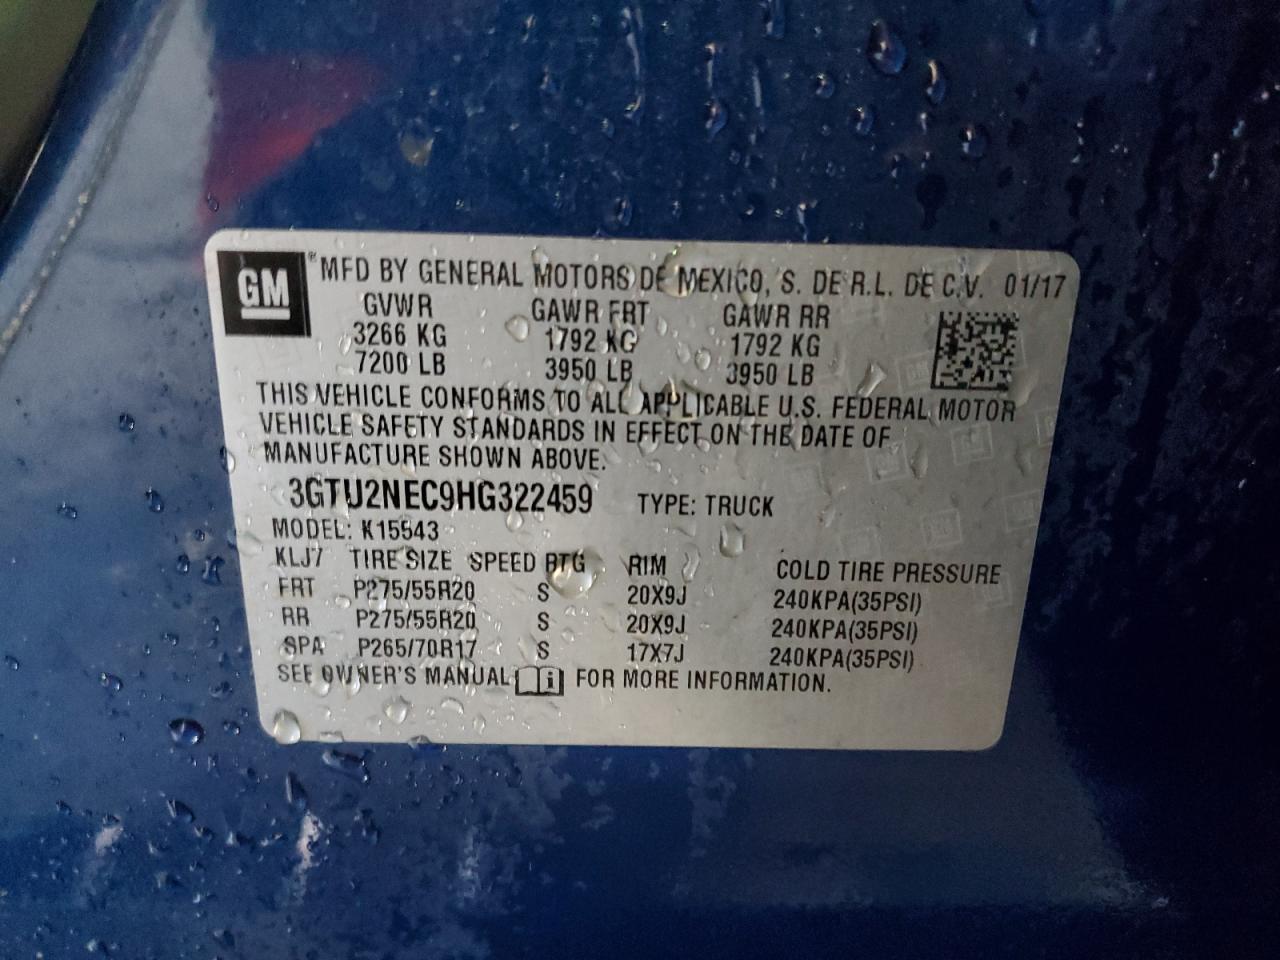 GM ® MFD BY GENERAL MOTORS DE MEXICO, S. DE R.L. DE C.V. 01/17
GVWR GAWR FRT GAWR RR
3266 KG 1792 KG 1792 KG
7200 LB 3950 LB 3950 LB
THIS VEHICLE CONFORMS TO ALL APPLICABLE U.S. FEDERAL MOTOR
VEHICLE SAFETY STANDARDS IN EFFECT ON THE DATE OF
MANUFACTURE SHOWN ABOVE.
3GTU2NEC9HG322459 TYPE: TRUCK
MODEL: K15543
KLJ7 TIRE SIZE SPEED RTG RIM COLD TIRE PRESSURE
FRT P275/55R20 S 20X9J 240KPA(35PSI)
RR P275/55R20 S 20X9J 240KPA(35PSI)
SPA P265/70R17 S 17X7J 240KPA(35PSI)
SEE OWNER'S MANUAL i FOR MORE INFORMATION.